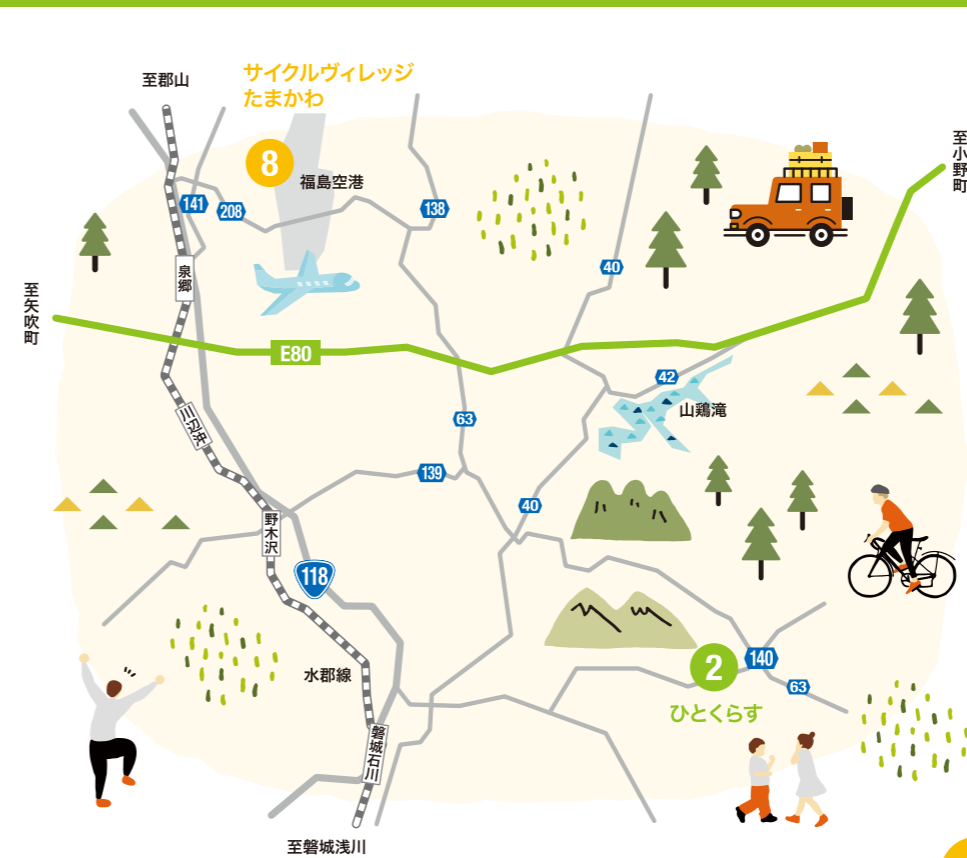 至郡山
サイクルヴィレッジ
たまかわ
8
福島空港
至小野町
141
208
138
40
泉郷
至矢吹町
E80
42
山鶏滝
63
川辺沖
139
40
野木沢
118
水郡線
2
140
63
ひとくらす
磐城石川
至磐城浅川